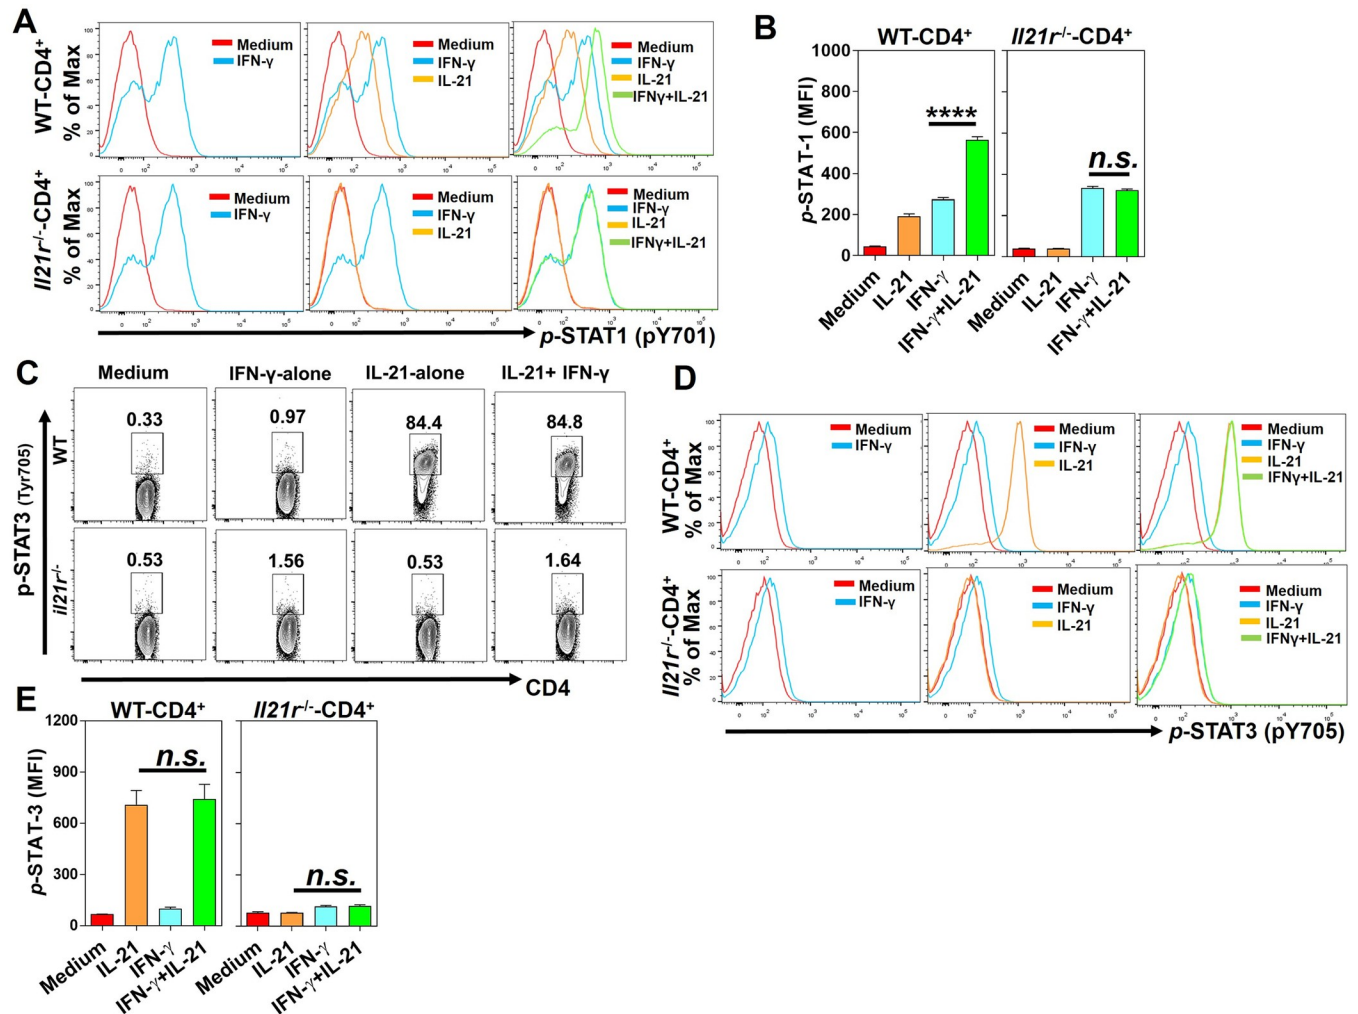 A
WT-CD4⁺
% of Max
Medium
IFN-γ
Medium
IFN-γ
IL-21
Medium
IFN-γ
IL-21
IFNγ+IL-21
Il21r⁻/⁻-CD4⁺
% of Max
Medium
IFN-γ
Medium
IFN-γ
IL-21
Medium
IFN-γ
IL-21
IFNγ+IL-21
p-STAT1 (pY701)
B
WT-CD4⁺
Il21r⁻/⁻-CD4⁺
p-STAT-1 (MFI)
1000
800
600
400
200
0
****
n.s.
Medium
IL-21
IFN-γ
IFN-γ+IL-21
Medium
IL-21
IFN-γ
IFN-γ+IL-21
C
Medium
IFN-γ-alone
IL-21-alone
IL-21+ IFN-γ
p-STAT3 (Tyr705)
WT
0.33
0.97
84.4
84.8
Il21r⁻/⁻
0.53
1.56
0.53
1.64
CD4
D
WT-CD4⁺
% of Max
Medium
IFN-γ
Medium
IFN-γ
IL-21
Medium
IFN-γ
IL-21
IFNγ+IL-21
Il21r⁻/⁻-CD4⁺
% of Max
Medium
IFN-γ
Medium
IFN-γ
IL-21
Medium
IFN-γ
IL-21
IFNγ+IL-21
p-STAT3 (pY705)
E
WT-CD4⁺
Il21r⁻/⁻-CD4⁺
p-STAT-3 (MFI)
1200
900
600
300
0
n.s.
n.s.
Medium
IL-21
IFN-γ
IFN-γ+IL-21
Medium
IL-21
IFN-γ
IFN-γ+IL-21